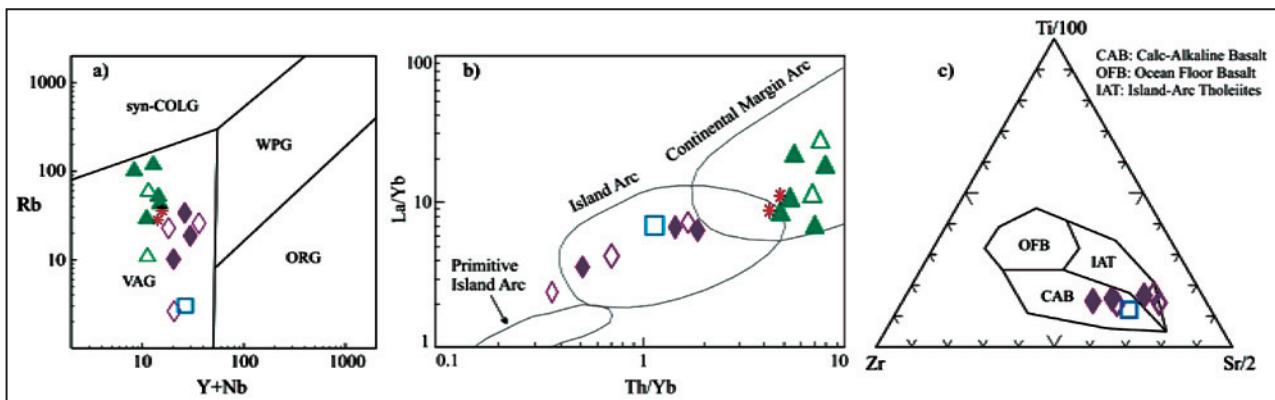 a)
1000
100
10
Rb
syn-COLG
WPG
VAG
ORG
10
100
1000
Y+Nb
b)
100
10
1
La/Yb
Continental Margin Arc
Island Arc
Primitive
Island Arc
0.1
1
10
Th/Yb
c)
Ti/100
CAB: Calc-Alkaline Basalt
OFB: Ocean Floor Basalt
IAT: Island-Arc Tholeiites
OFB
IAT
CAB
Zr
Sr/2